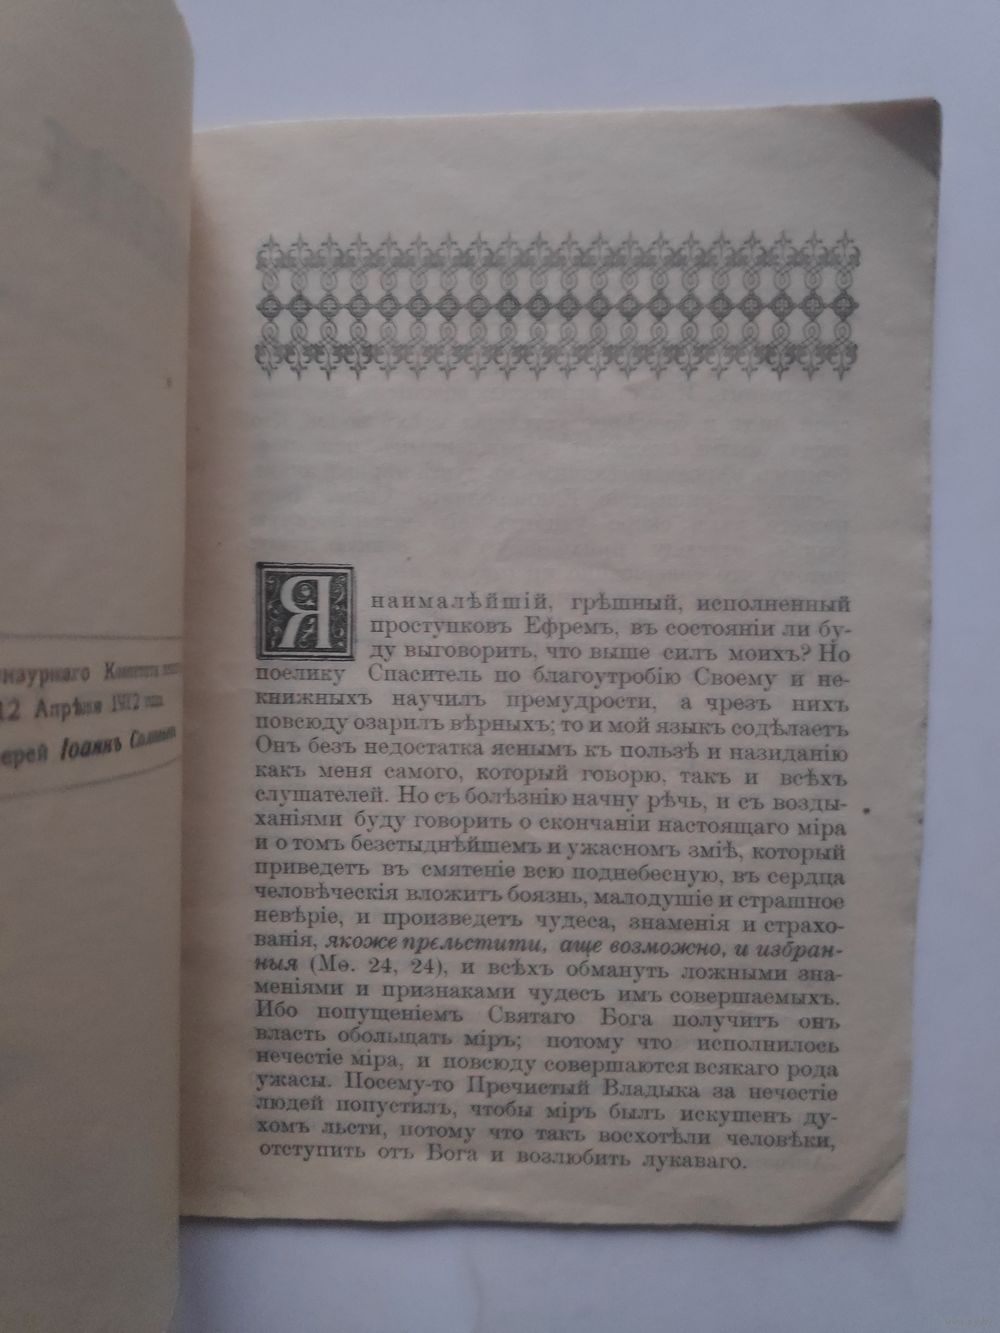 нзурнаго Комитета
12 Апрѣля 1912 года
ерей Іоаннъ
Я наималѣйшій, грѣшный, исполненный
проступковъ Ефремъ, въ состояніи ли бу-
ду выговорить, что выше силъ моихъ? Но
поелику Спаситель по благоутробію Своему и не-
книжныхъ научилъ премудрости, а чрезъ нихъ
повсюду озарилъ вѣрныхъ; то и мой языкъ содѣлаетъ
Онъ безъ недостатка яснымъ къ пользѣ и назиданію
какъ меня самого, который говорю, такъ и всѣхъ
слушателей. Но съ болѣзнію начну рѣчь, и съ возды-
ханіями буду говорить о скончаніи настоящаго міра
и о томъ безстыднѣйшемъ и ужасномъ зміѣ, который
приведетъ въ смятеніе всю поднебесную, въ сердца
человѣческія вложитъ боязнь, малодушіе и страшное
невѣріе, и произведетъ чудеса, знаменія и страхо-
ванія, якоже прельстити, аще возможно, и избран-
ныя (Мѳ. 24, 24), и всѣхъ обманутъ ложными зна-
меніями и признаками чудесъ имъ совершаемыхъ.
Ибо попущеніемъ Святаго Бога получитъ онъ
власть обольщать міръ; потому что исполнилось
нечестіе міра, и повсюду совершаются всякаго рода
ужасы. Посему-то Пречистый Владыка за нечестіе
людей попустилъ, чтобы міръ былъ искушенъ ду-
хомъ льсти, потому что такъ восхотѣли человѣки,
отступить отъ Бога и возлюбить лукаваго.